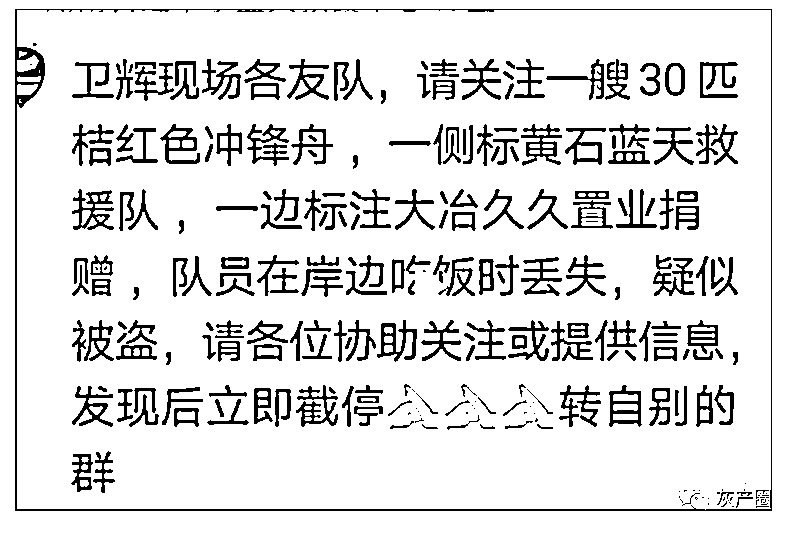 卫辉现场各友队，请关注一艘30匹
桔红色冲锋舟，一侧标黄石蓝天救
援队，一边标注大冶久久置业捐
赠，队员在岸边吃饭时丢失，疑似
被盗，请各位协助关注或提供信息，
发现后立即截停🙏🙏🙏转自别的
群
灰产圈